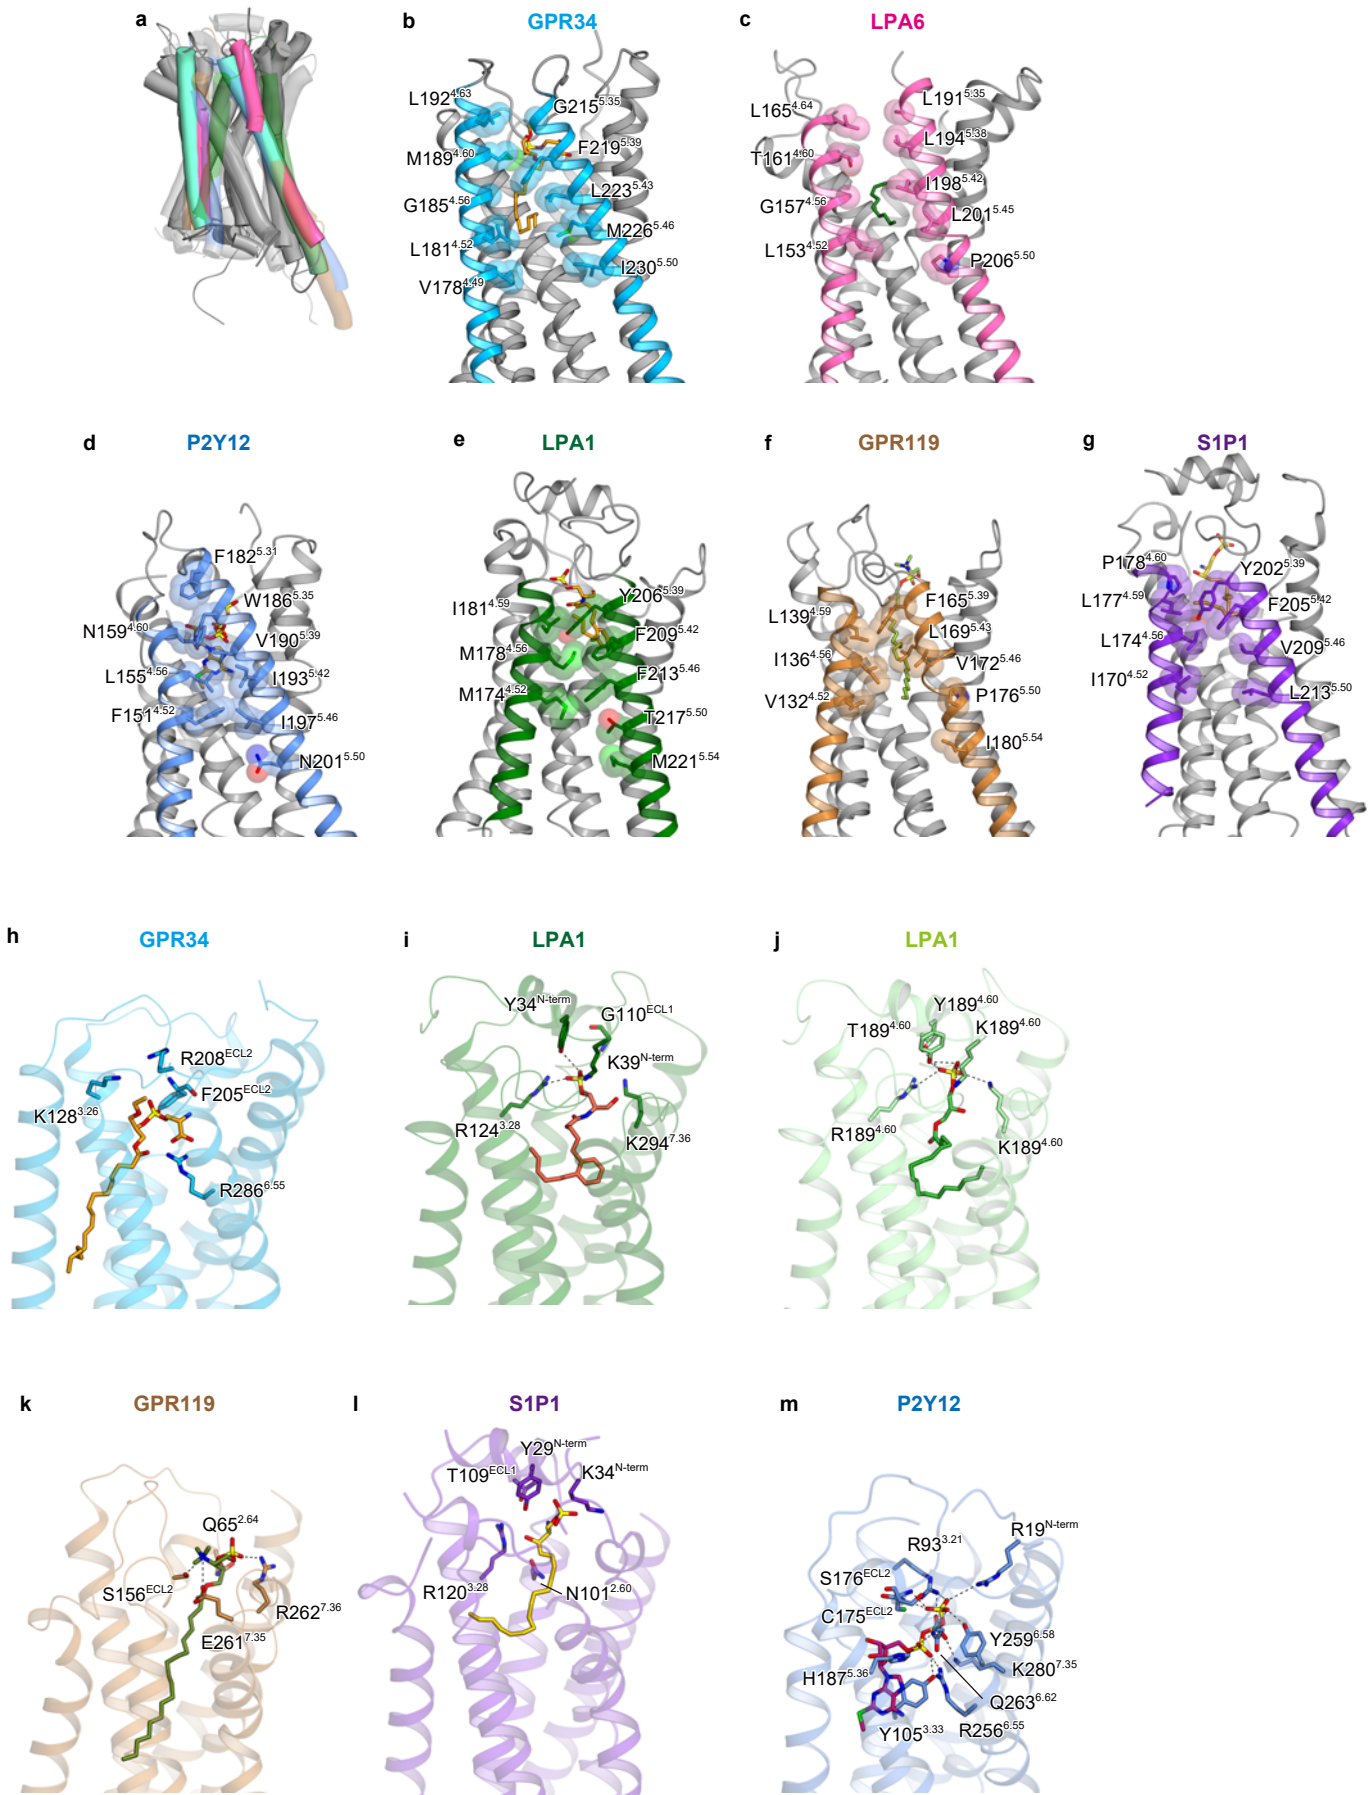 a
b
GPR34
L192^4.63
G215^5.35
M189^4.60
F219^5.39
L223^5.43
G185^4.56
M226^5.46
L181^4.52
I230^5.50
V178^4.49
c
LPA6
L191^5.35
L165^4.64
L194^5.38
T161^4.60
I198^5.42
G157^4.56
L201^5.45
L153^4.52
P206^5.50
d
P2Y12
F182^5.31
W186^5.35
N159^4.60
V190^5.39
L155^4.56
I193^5.42
F151^4.52
I197^5.46
N201^5.50
e
LPA1
Y206^5.39
I181^4.59
F209^5.42
M178^4.56
F213^5.46
M174^4.52
T217^5.50
M221^5.54
f
GPR119
F165^5.39
L139^4.59
L169^5.43
I136^4.56
V172^5.46
V132^4.52
P176^5.50
I180^5.54
g
S1P1
P178^4.60
Y202^5.39
L177^4.59
F205^5.42
L174^4.56
V209^5.46
I170^4.52
L213^5.50
h
GPR34
R208^ECL2
F205^ECL2
K128^3.26
R286^6.55
i
LPA1
Y34^N-term
G110^ECL1
K39^N-term
R124^3.28
K294^7.36
j
LPA1
Y189^4.60
T189^4.60
K189^4.60
R189^4.60
K189^4.60
k
GPR119
Q65^2.64
S156^ECL2
R262^7.36
E261^7.35
l
S1P1
Y29^N-term
T109^ECL1
K34^N-term
R120^3.28
N101^2.60
m
P2Y12
R19^N-term
R93^3.21
S176^ECL2
C175^ECL2
Y259^6.58
K280^7.35
H187^5.36
Q263^6.62
Y105^3.33
R256^6.55